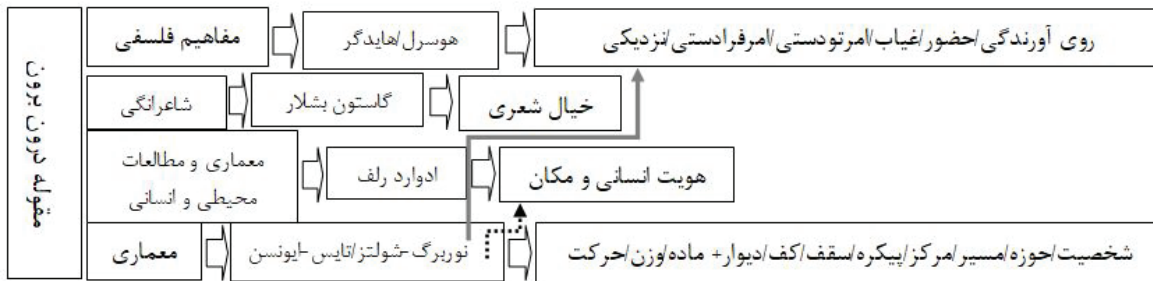 مقوله درون برون
مفاهیم فلسفی
هوسرل/هایدگر
روی آورندگی/حضور/غیاب/امرتودستی/امرفرادستی/نزدیکی
شاعرانگی
گاستون بشلار
خیال شعری
معماری و مطالعات
محیطی و انسانی
ادوارد رلف
هویت انسانی و مکان
معماری
نوربرگ-شولتز/تایس-ایونسن
شخصیت/حوزه/مسیر/مرکز/پیکره/سقف/کف/دیوار+ ماده/وزن/حرکت